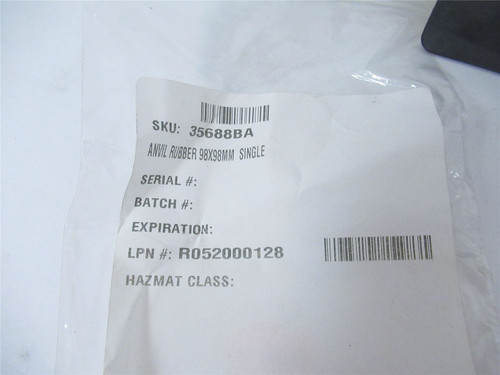 SKU: 35688BA
ANVIL RUBBER 98X98MM SINGLE
SERIAL #:
BATCH #:
EXPIRATION:
LPN #: R052000128
HAZMAT CLASS: